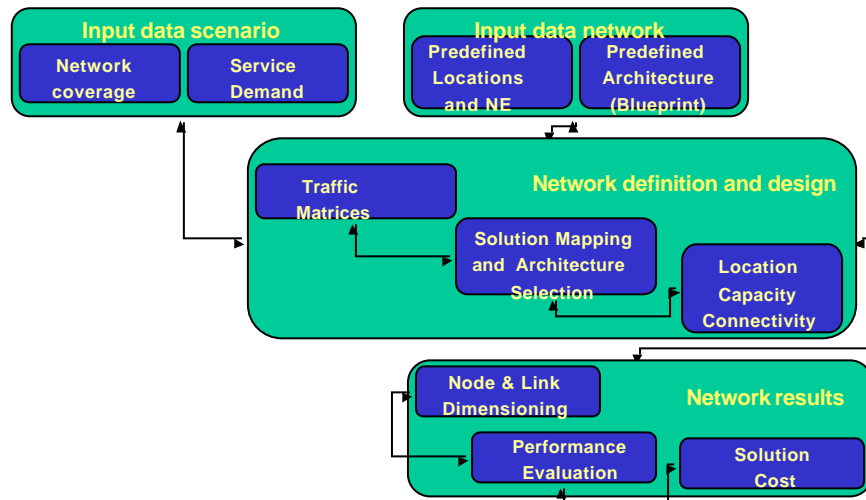 Input data scenario
Network
coverage
Service
Demand
Input data network
Predefined
Locations
and NE
Predefined
Architecture
(Blueprint)
Network definition and design
Traffic
Matrices
Solution Mapping
and Architecture
Selection
Location
Capacity
Connectivity
Network results
Node & Link
Dimensioning
Performance
Evaluation
Solution
Cost